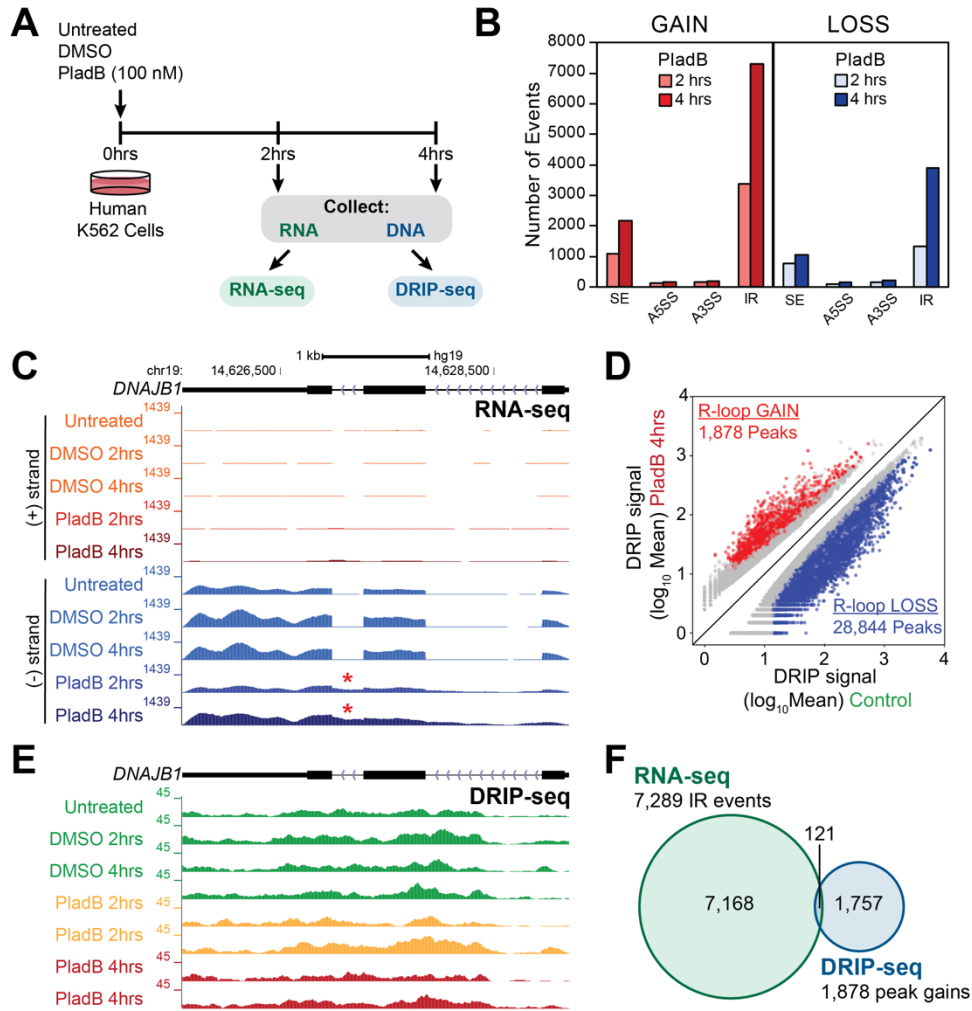 A
Untreated
DMSO
PladB (100 nM)
0hrs
2hrs
4hrs
Human
K562 Cells
Collect:
RNA
DNA
RNA-seq
DRIP-seq
B
GAIN
LOSS
Number of Events
8000
7000
6000
5000
4000
3000
2000
1000
0
PladB
2 hrs
4 hrs
PladB
2 hrs
4 hrs
SE
A5SS
A3SS
IR
SE
A5SS
A3SS
IR
C
1 kb
hg19
chr19:
14,626,500
14,628,500
DNAJB1
RNA-seq
(+) strand
Untreated
1439
DMSO 2hrs
1439
DMSO 4hrs
1439
PladB 2hrs
1439
PladB 4hrs
1439
(-) strand
Untreated
1439
DMSO 2hrs
1439
DMSO 4hrs
1439
PladB 2hrs
1439
*
PladB 4hrs
1439
*
D
R-loop GAIN
1,878 Peaks
R-loop LOSS
28,844 Peaks
DRIP signal
(log10 Mean) PladB 4hrs
4
3
2
1
0
0
1
2
3
4
DRIP signal
(log10Mean) Control
E
DNAJB1
DRIP-seq
Untreated
45
DMSO 2hrs
45
DMSO 4hrs
45
45
PladB 2hrs
45
PladB 2hrs
45
PladB 4hrs
45
PladB 4hrs
45
F
RNA-seq
7,289 IR events
121
7,168
1,757
DRIP-seq
1,878 peak gains